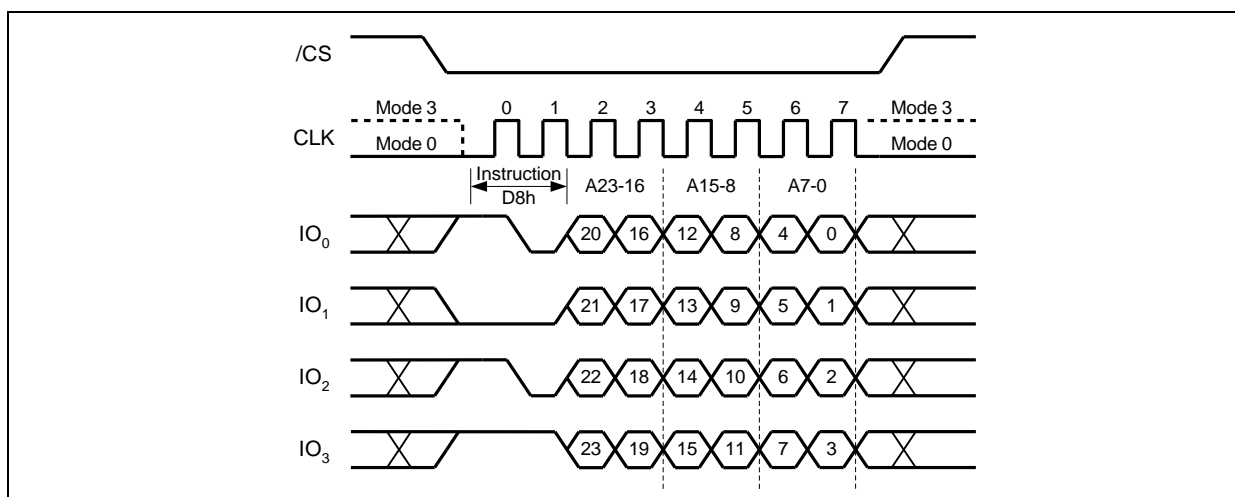 /CS
Mode 3 0 1 2 3 4 5 6 7 Mode 3
CLK
Mode 0 Mode 0
Instruction
D8h
A23-16 A15-8 A7-0
IO0 20 16 12 8 4 0
IO1 21 17 13 9 5 1
IO2 22 18 14 10 6 2
IO3 23 19 15 11 7 3